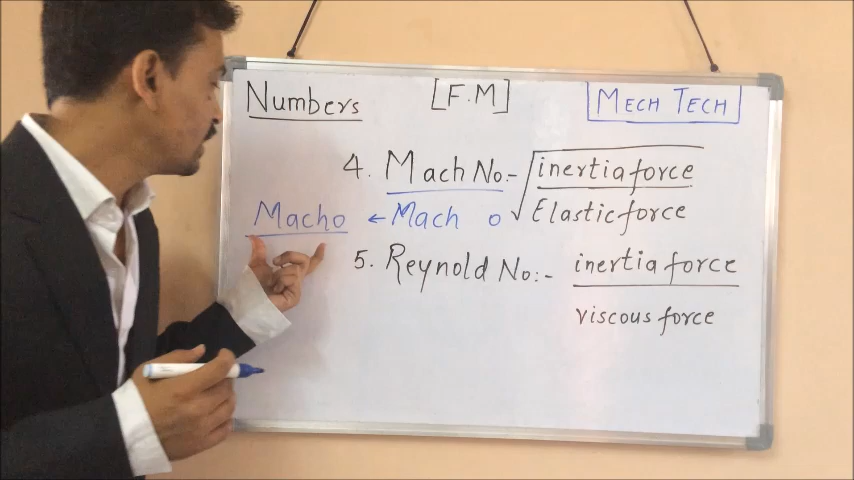 Numbers [F.M] MECH TECH
4. Mach No:- √inertia force
Elastic force
Macho ← Mach o
5. Reynold No:- inertia force
viscous force